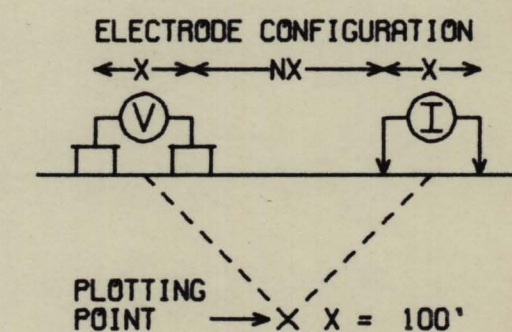 ELECTRODE CONFIGURATION
X NX X
V I
PLOTTING
POINT X X = 100'